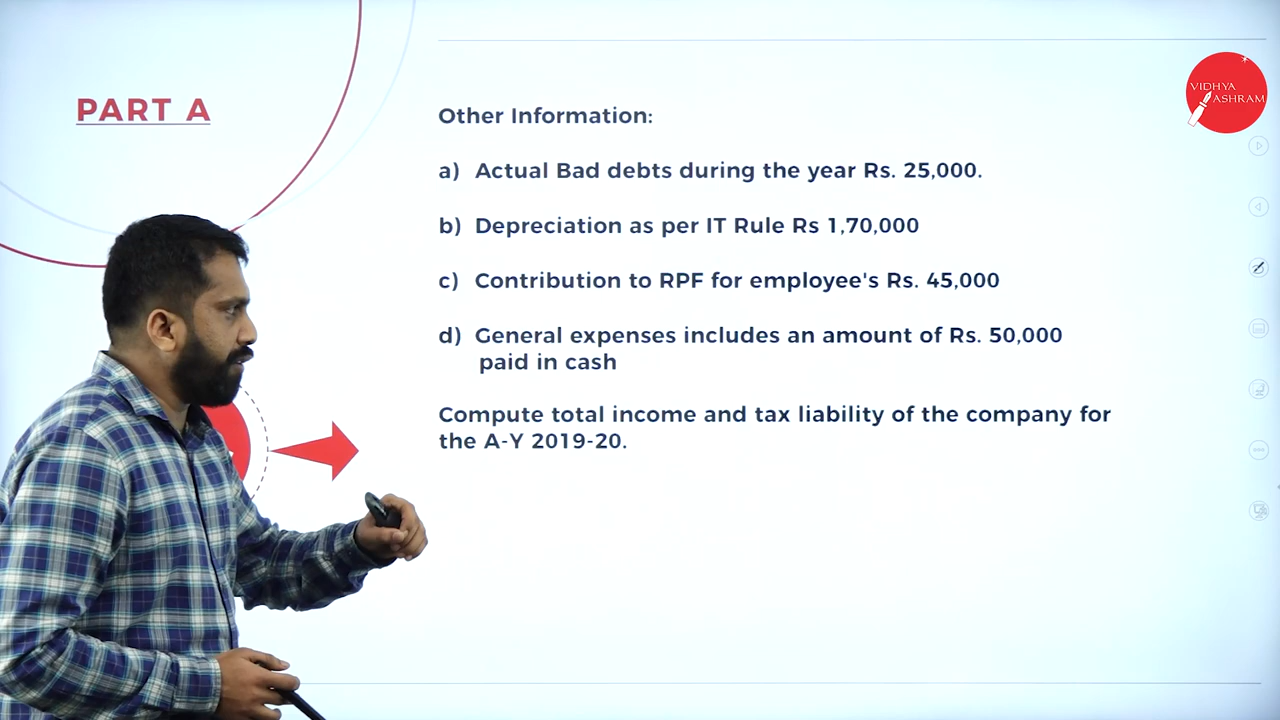 PART A
VIDHYA
ASHRAM
Other Information:
a) Actual Bad debts during the year Rs. 25,000.
b) Depreciation as per IT Rule Rs 1,70,000
c) Contribution to RPF for employee's Rs. 45,000
d) General expenses includes an amount of Rs. 50,000
paid in cash
Compute total income and tax liability of the company for
the A-Y 2019-20.